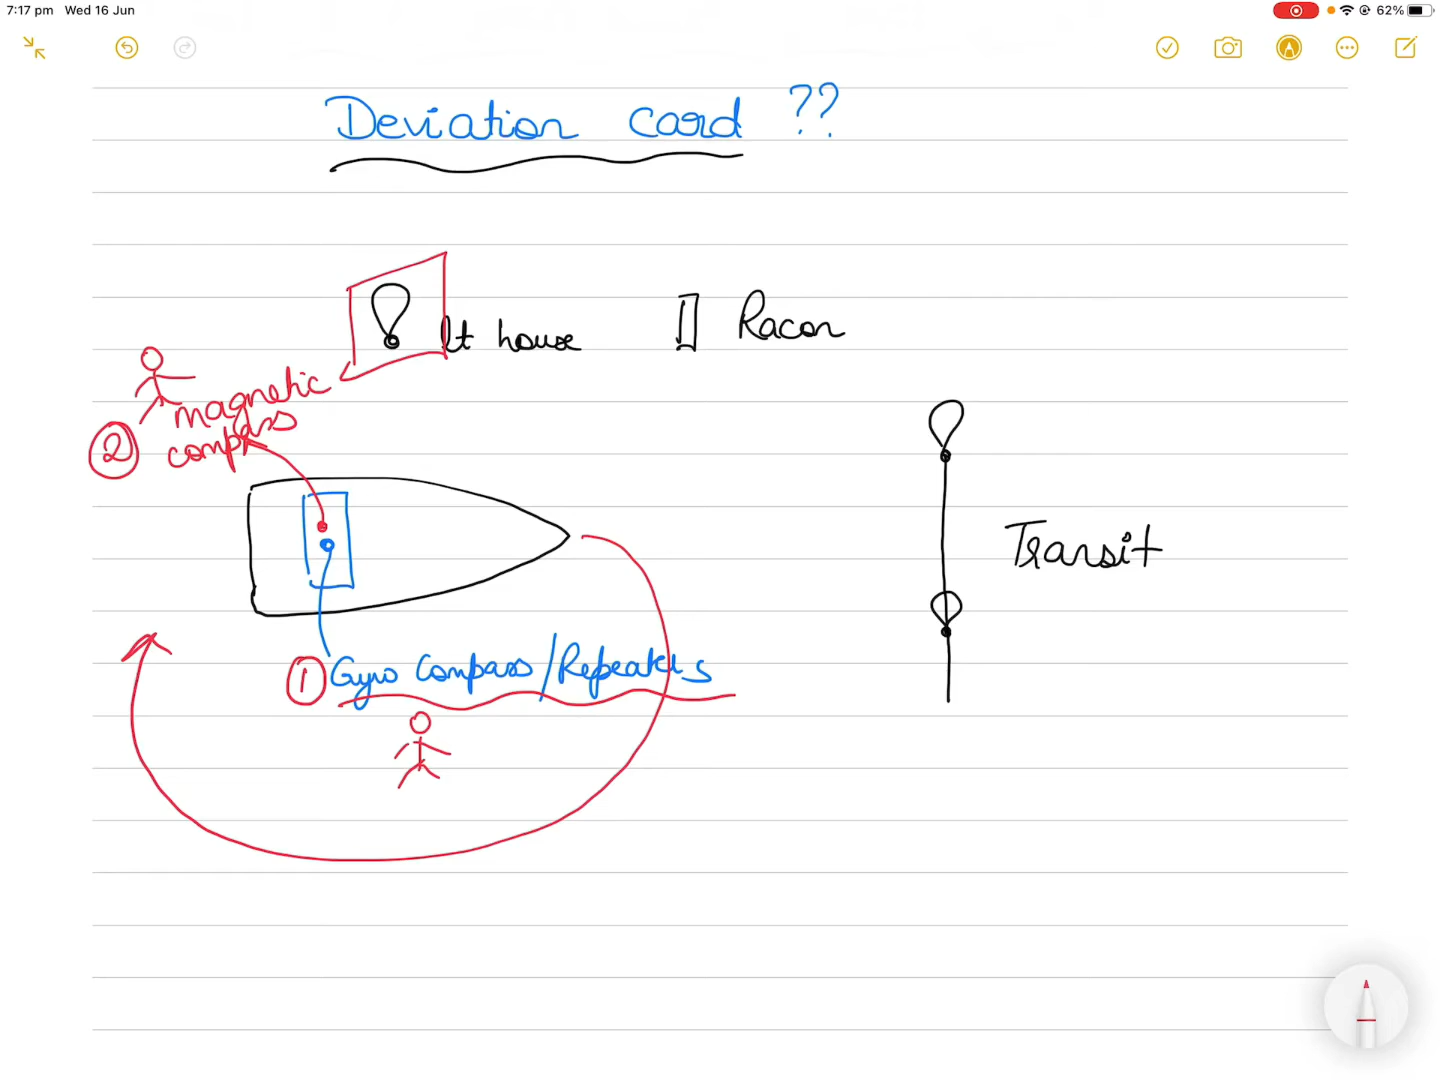 7:17 pm Wed 16 Jun 62%
Deviation card ??
lt house
Racon
magnetic
compass
2
Transit
1 Gyro Compass/Repeaters